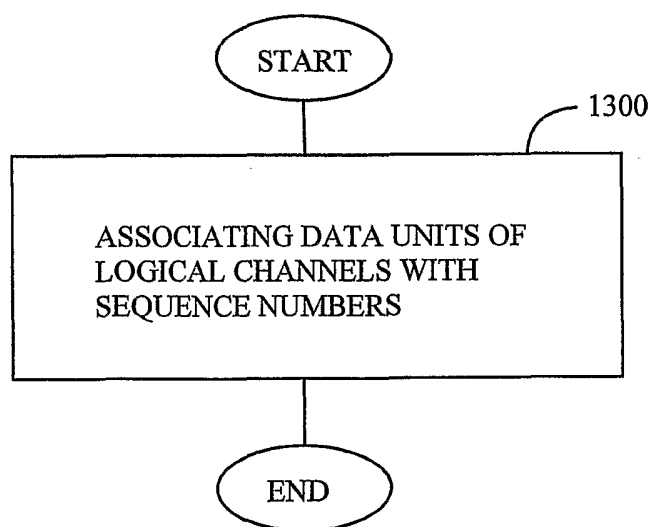 START
1300
ASSOCIATING DATA UNITS OF
LOGICAL CHANNELS WITH
SEQUENCE NUMBERS
END